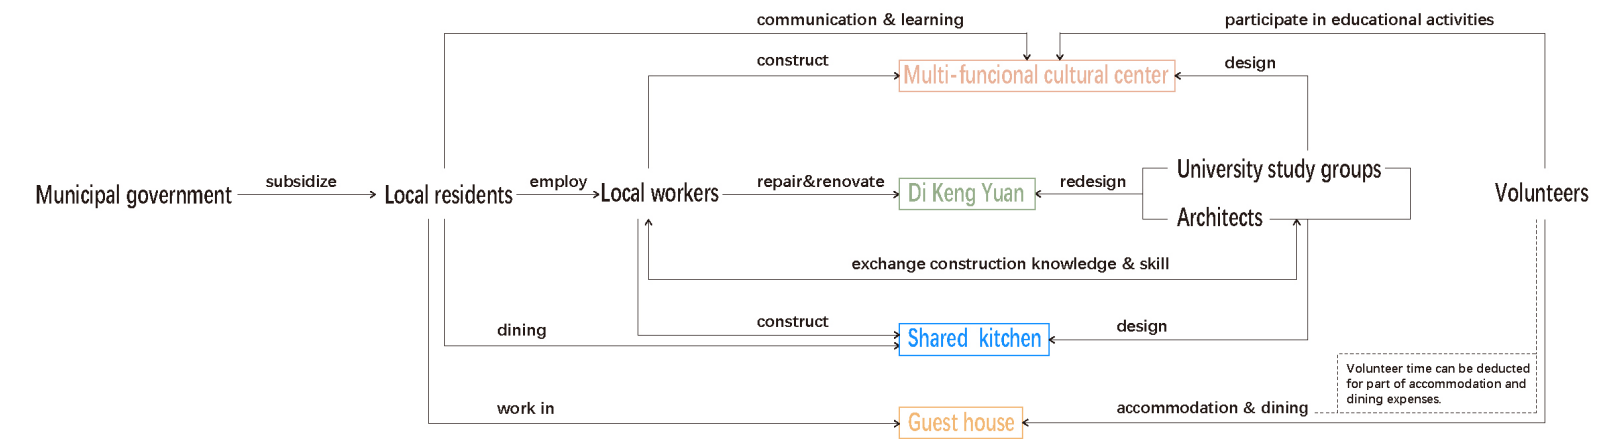 communication & learning
participate in educational activities
construct
Multi-funcional cultural center
design
Municipal government
subsidize
Local residents
employ
Local workers
repair&renovate
Di Keng Yuan
redesign
University study groups
Architects
Volunteers
exchange construction knowledge & skill
dining
construct
Shared kitchen
design
Volunteer time can be deducted
for part of accommodation and
dining expenses.
work in
Guest house
accommodation & dining